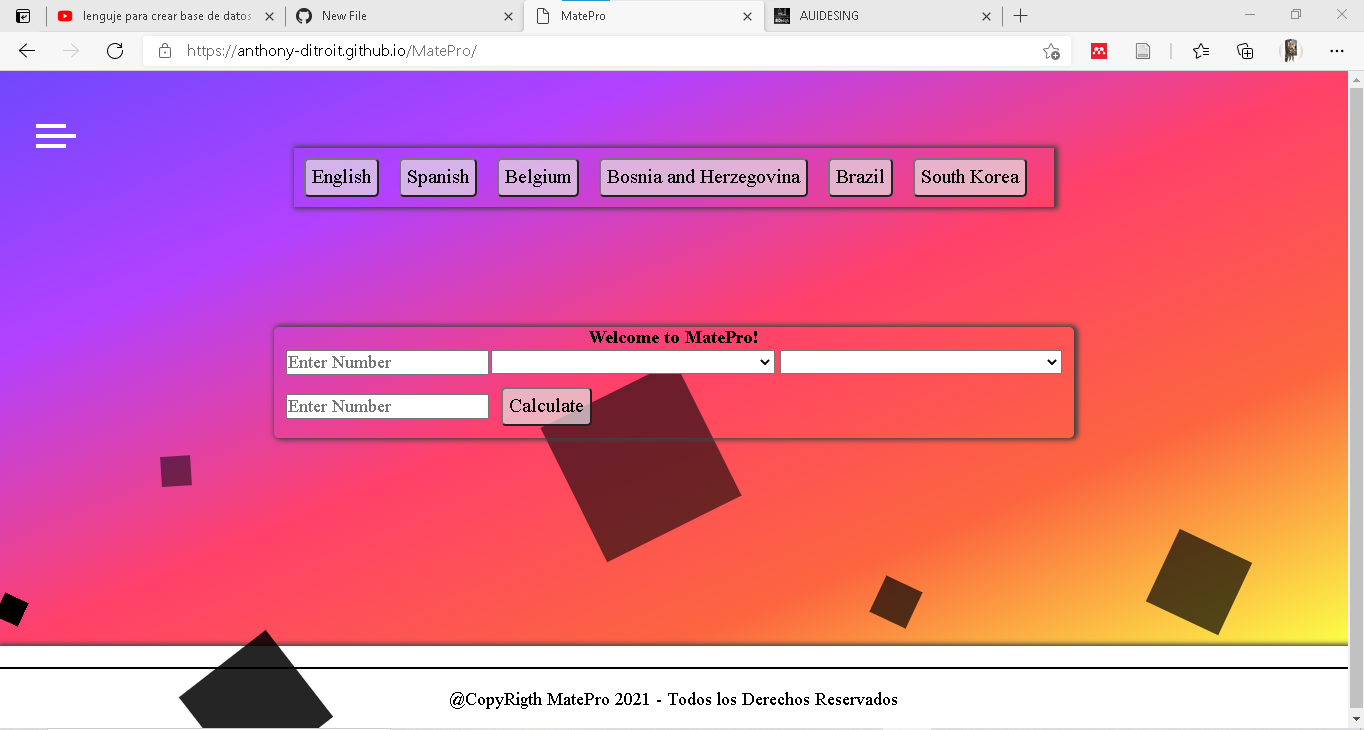 lenguje para crear base de datos
New File
MatePro
AUIDESING
https://anthony-ditroit.github.io/MatePro/
English Spanish Belgium Bosnia and Herzegovina Brazil South Korea
Welcome to MatePro!
Enter Number
Enter Number Calculate
@CopyRigth MatePro 2021 - Todos los Derechos Reservados